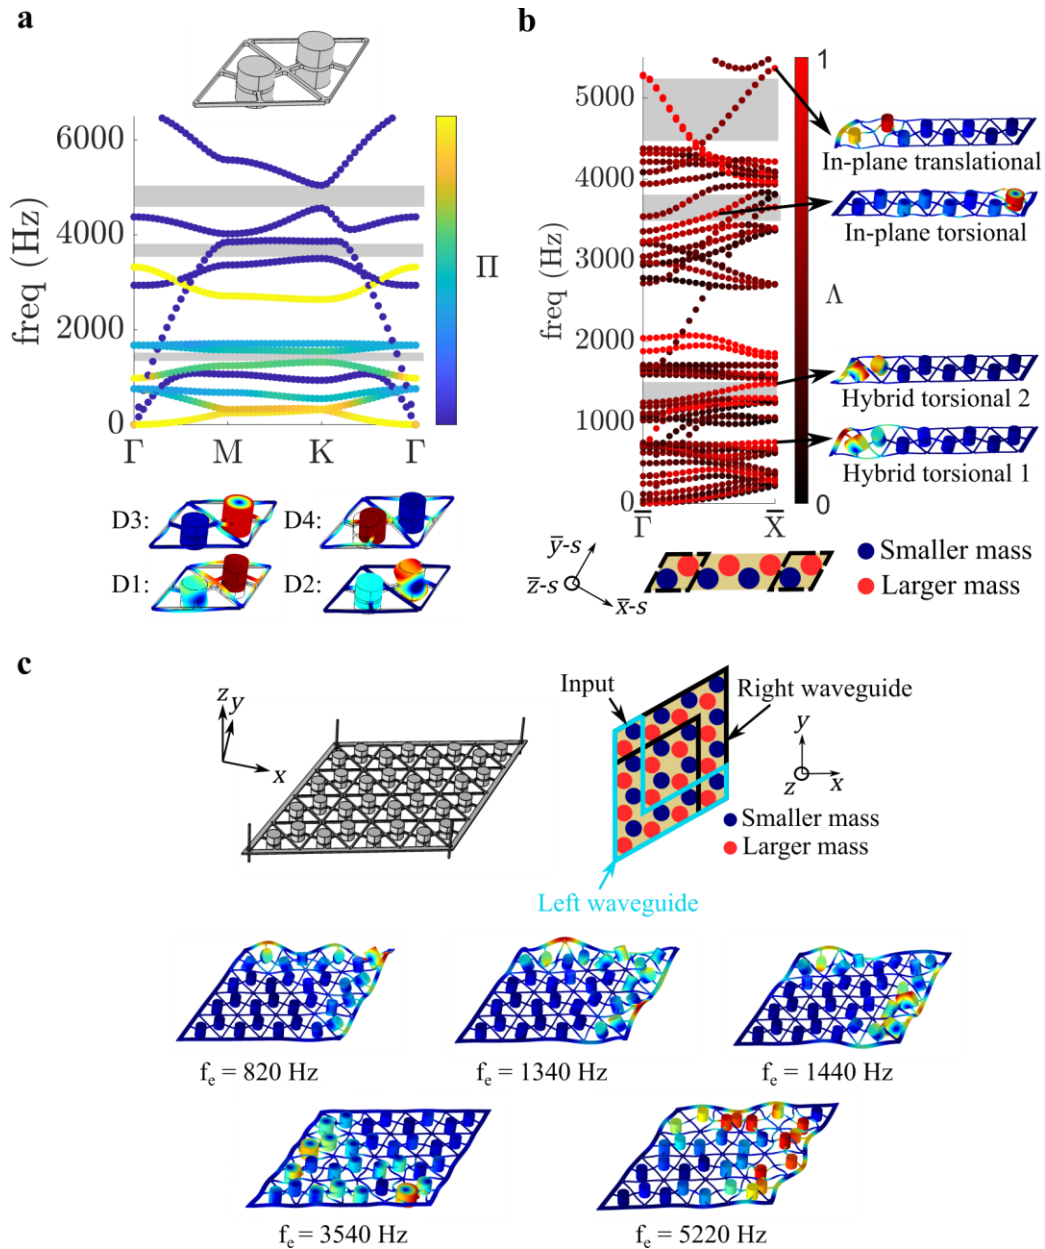 a
6000
4000
2000
0
freq (Hz)
Γ M K Γ
Π
D3: D4:
D1: D2:
b
5000
4000
3000
2000
1000
0
freq (Hz)
Γ̅ X̅
1
Λ
0
In-plane translational
In-plane torsional
Hybrid torsional 2
Hybrid torsional 1
y̅-s
z̅-s
x̅-s
Smaller mass
Larger mass
c
z
y
x
Input
Right waveguide
y
z x
Smaller mass
Larger mass
Left waveguide
fₑ = 820 Hz
fₑ = 1340 Hz
fₑ = 1440 Hz
fₑ = 3540 Hz
fₑ = 5220 Hz